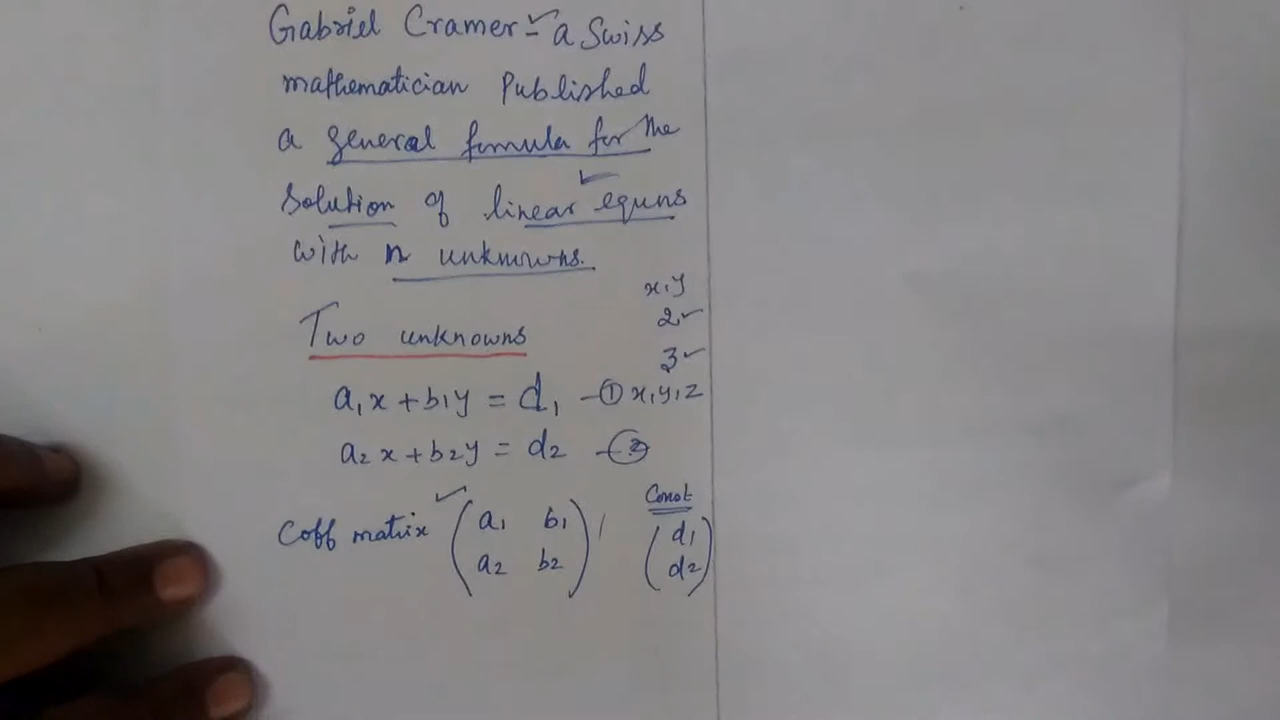 Gabriel Cramer - a Swiss
mathematician Published
a general formula for the
Solution of linear equns
with n unknowns.
x,y
Two unknowns 2
3
a₁x + b₁y = d₁ - ① x,y,z
a₂x + b₂y = d₂ - ②
Const
Coff matrix (a₁ b₁ , (d₁
a₂ b₂) d₂)